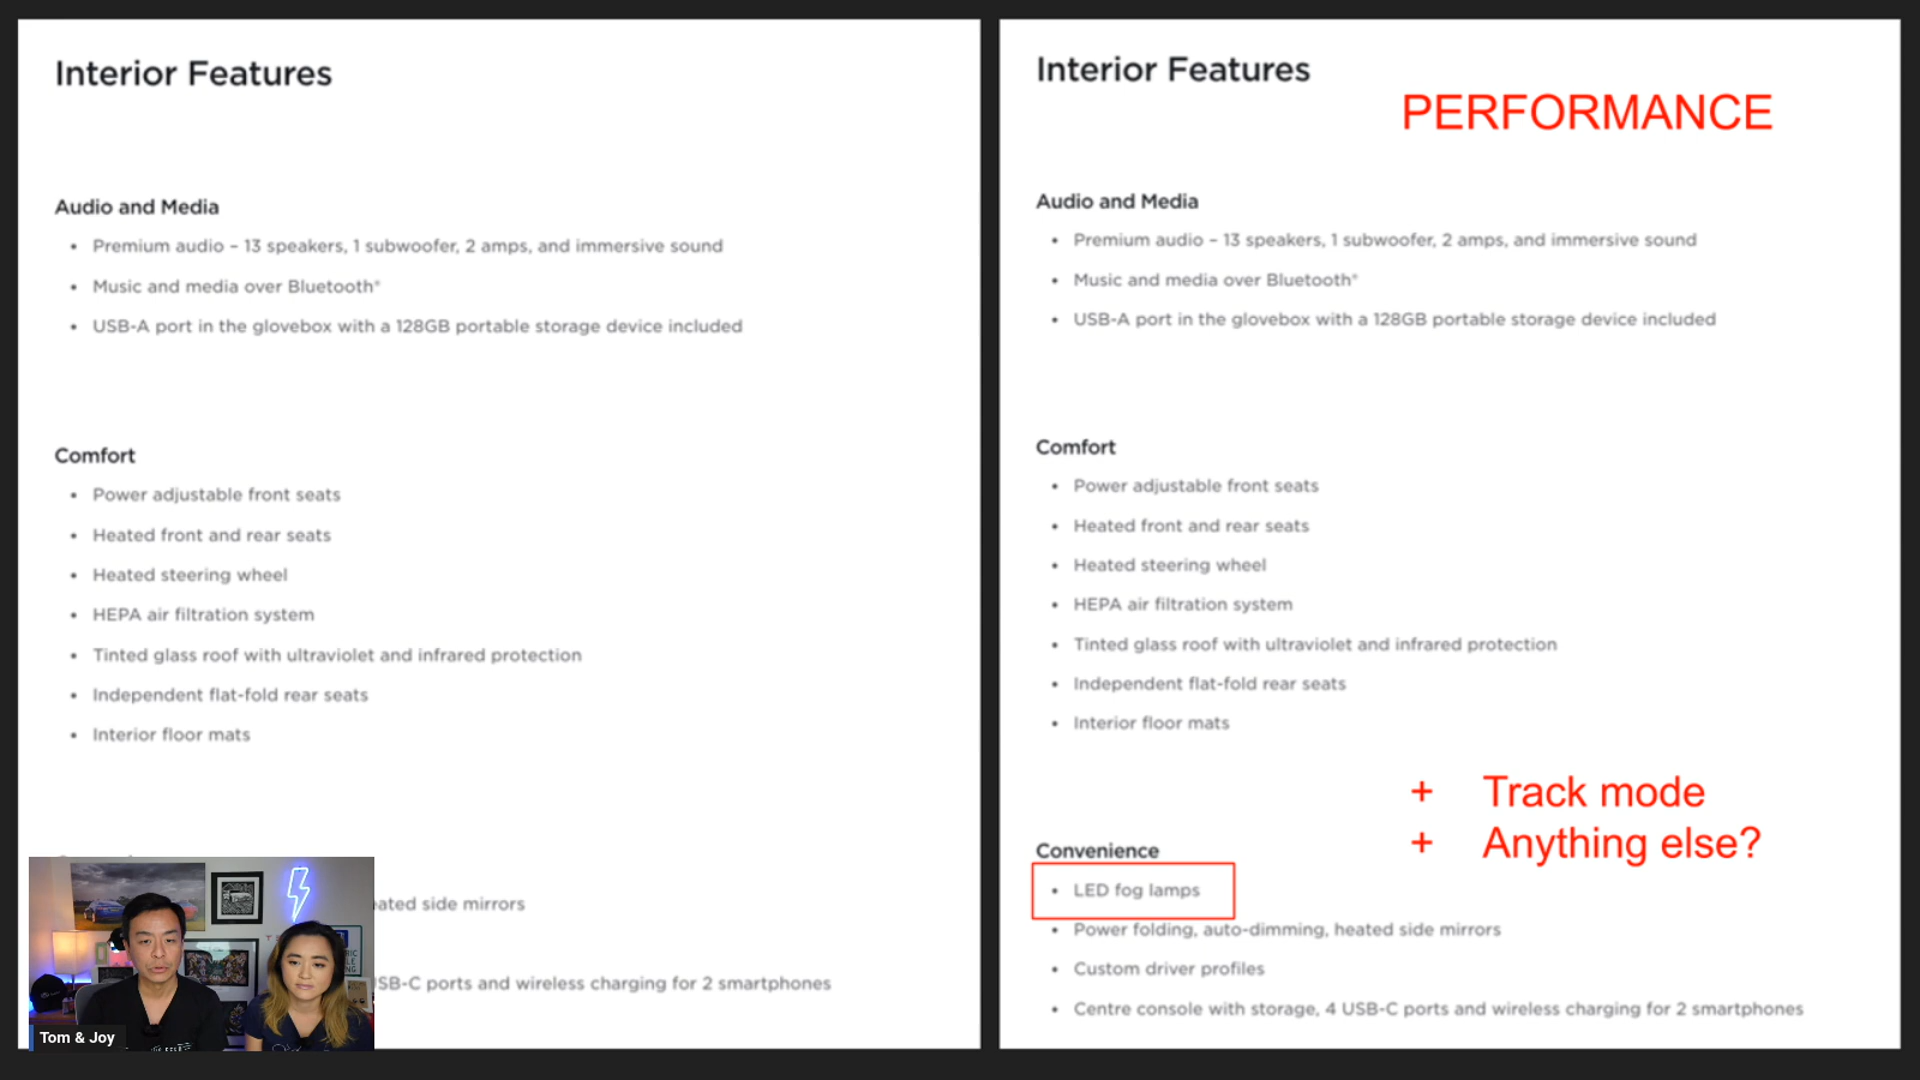 Interior Features
Audio and Media
• Premium audio – 13 speakers, 1 subwoofer, 2 amps, and immersive sound
• Music and media over Bluetooth®
• USB-A port in the glovebox with a 128GB portable storage device included
Comfort
• Power adjustable front seats
• Heated front and rear seats
• Heated steering wheel
• HEPA air filtration system
• Tinted glass roof with ultraviolet and infrared protection
• Independent flat-fold rear seats
• Interior floor mats
side mirrors
ports and wireless charging for 2 smartphones
Tom & Joy
Interior Features
PERFORMANCE
Audio and Media
• Premium audio – 13 speakers, 1 subwoofer, 2 amps, and immersive sound
• Music and media over Bluetooth®
• USB-A port in the glovebox with a 128GB portable storage device included
Comfort
• Power adjustable front seats
• Heated front and rear seats
• Heated steering wheel
• HEPA air filtration system
• Tinted glass roof with ultraviolet and infrared protection
• Independent flat-fold rear seats
• Interior floor mats
+ Track mode
+ Anything else?
Convenience
• LED fog lamps
• Power folding, auto-dimming, heated side mirrors
• Custom driver profiles
• Centre console with storage, 4 USB-C ports and wireless charging for 2 smartphones